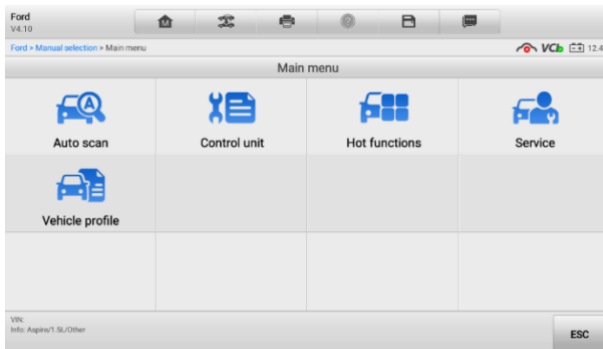 Ford
V4.10
Ford > Manual selection > Main menu
VCI 12.4
Main menu
Auto scan
Control unit
Hot functions
Service
Vehicle profile
VIN:
Info: Aspire/1.5L/Other
ESC